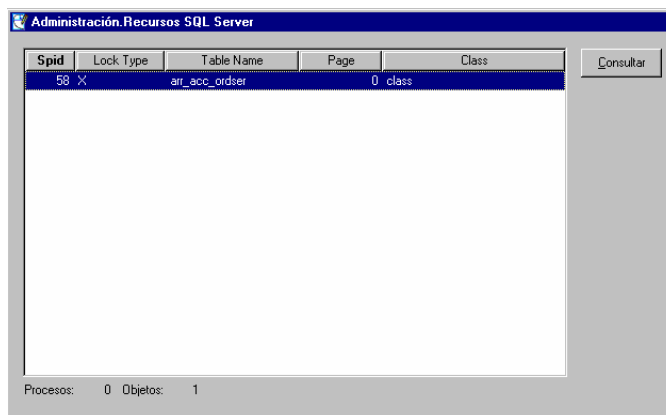 Administración.Recursos SQL Server
Spid Lock Type Table Name Page Class
58 X arr_acc_ordser 0 class
Consultar
Procesos: 0 Objetos: 1